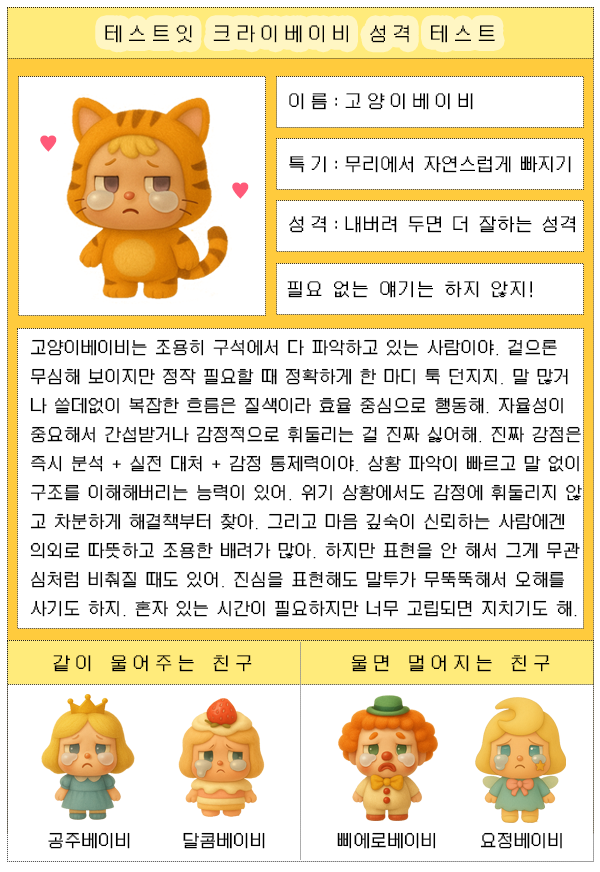 테스트잇 크라이베이비 성격 테스트
이름 : 고양이베이비
특기 : 무리에서 자연스럽게 빠지기
성격 : 내버려 두면 더 잘하는 성격
필요 없는 얘기는 하지 않지!
고양이베이비는 조용히 구석에서 다 파악하고 있는 사람이야. 겉으론
무심해 보이지만 정작 필요할 때 정확하게 한 마디 툭 던지지. 말 많거
나 쓸데없이 복잡한 흐름은 질색이라 효율 중심으로 행동해. 자율성이
중요해서 간섭받거나 감정적으로 휘둘리는 걸 진짜 싫어해. 진짜 강점은
즉시 분석 + 실전 대처 + 감정 통제력이야. 상황 파악이 빠르고 말 없이
구조를 이해해버리는 능력이 있어. 위기 상황에서도 감정에 휘둘리지 않
고 차분하게 해결책부터 찾아. 그리고 마음 깊숙이 신뢰하는 사람에겐
의외로 따뜻하고 조용한 배려가 많아. 하지만 표현을 안 해서 그게 무관
심처럼 비춰질 때도 있어. 진심을 표현해도 말투가 무뚝뚝해서 오해를
사기도 하지. 혼자 있는 시간이 필요하지만 너무 고립되면 지치기도 해.
같이 울어주는 친구
울면 멀어지는 친구
공주베이비
달콤베이비
삐에로베이비
요정베이비